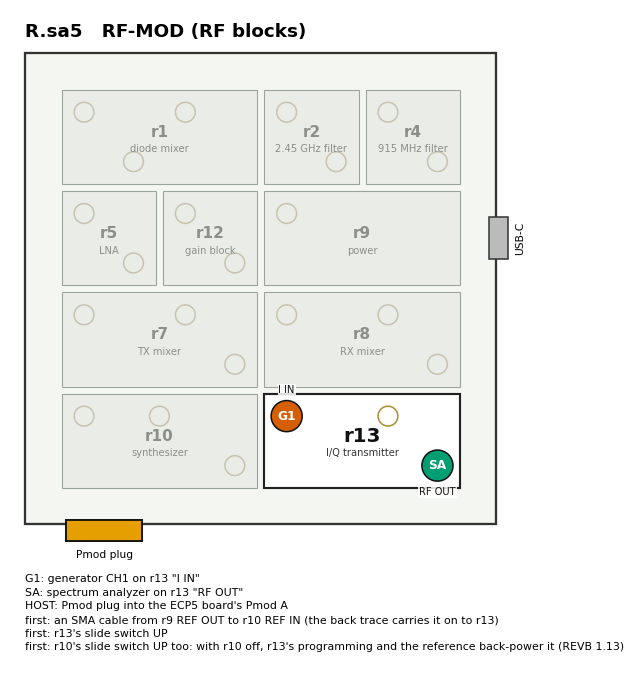 R.sa5   RF-MOD (RF blocks)
r1
diode mixer
r2
2.45 GHz filter
r4
915 MHz filter
r5
LNA
r12
gain block
r9
power
USB-C
r7
TX mixer
r8
RX mixer
r10
synthesizer
I IN
G1
r13
I/Q transmitter
SA
RF OUT
Pmod plug
G1: generator CH1 on r13 "I IN"
SA: spectrum analyzer on r13 "RF OUT"
HOST: Pmod plug into the ECP5 board's Pmod A
first: an SMA cable from r9 REF OUT to r10 REF IN (the back trace carries it on to r13)
first: r13's slide switch UP
first: r10's slide switch UP too: with r10 off, r13's programming and the reference back-power it (REVB 1.13)